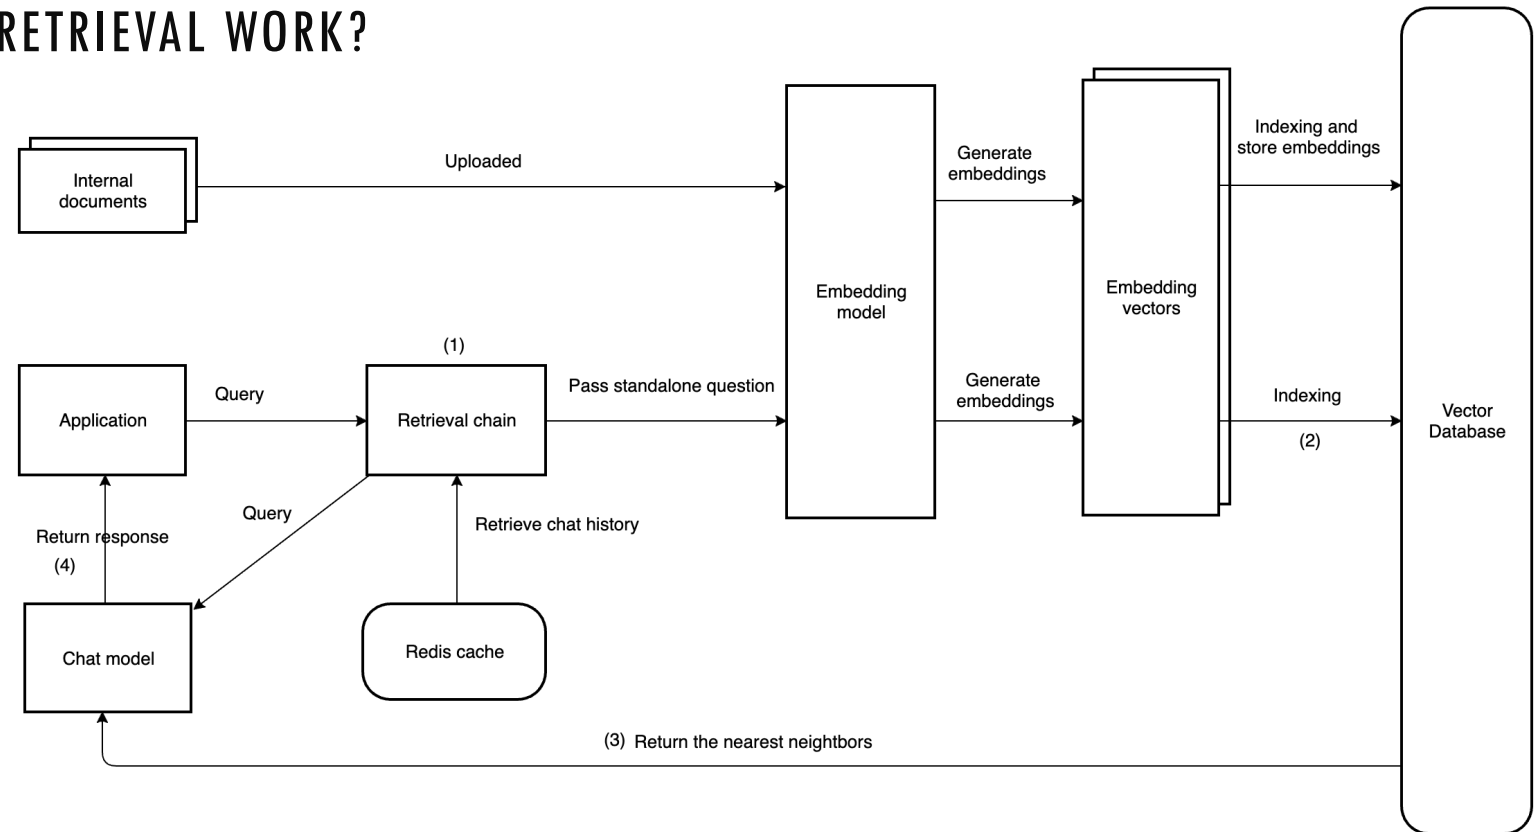 RETRIEVAL WORK?
Internal
documents
Uploaded
Embedding
model
Generate
embeddings
Embedding
vectors
Indexing and
store embeddings
Vector
Database
Application
Query
(1)
Retrieval chain
Pass standalone question
Generate
embeddings
Indexing
(2)
Return response
(4)
Query
Retrieve chat history
Chat model
Redis cache
(3) Return the nearest neighbors